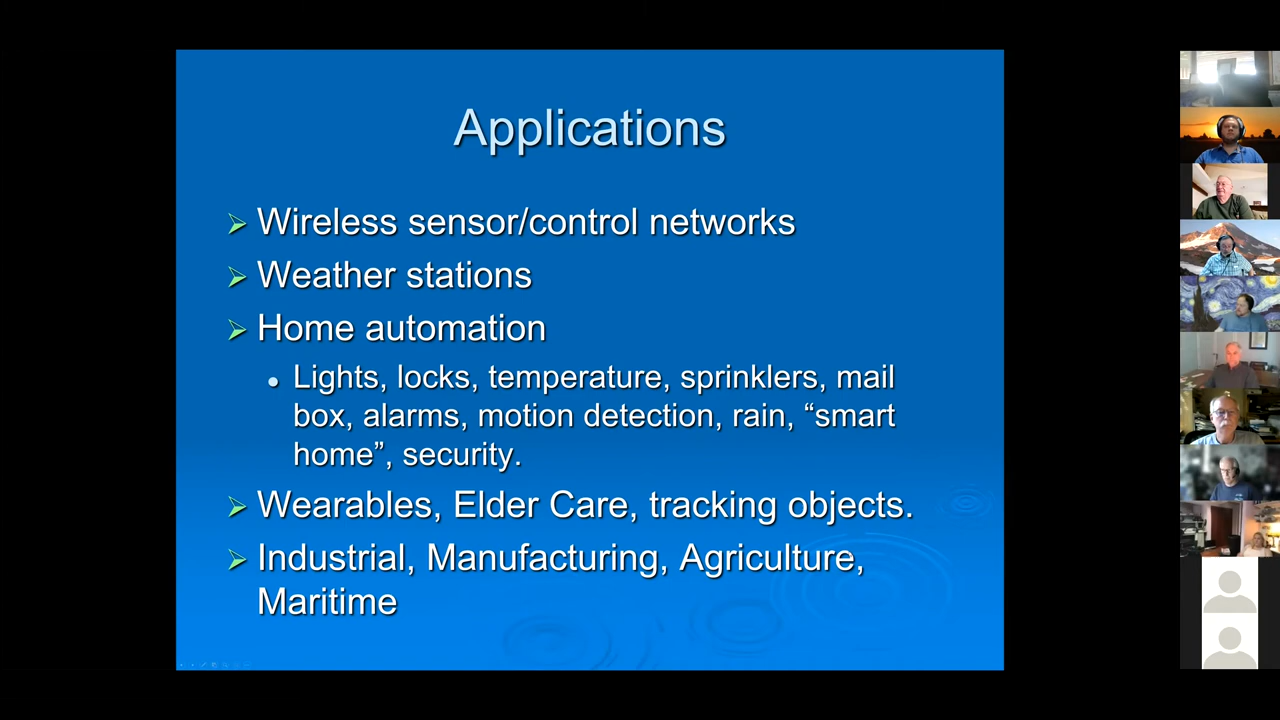 Applications
Wireless sensor/control networks
Weather stations
Home automation
Lights, locks, temperature, sprinklers, mail
box, alarms, motion detection, rain, “smart
home”, security.
Wearables, Elder Care, tracking objects.
Industrial, Manufacturing, Agriculture,
Maritime